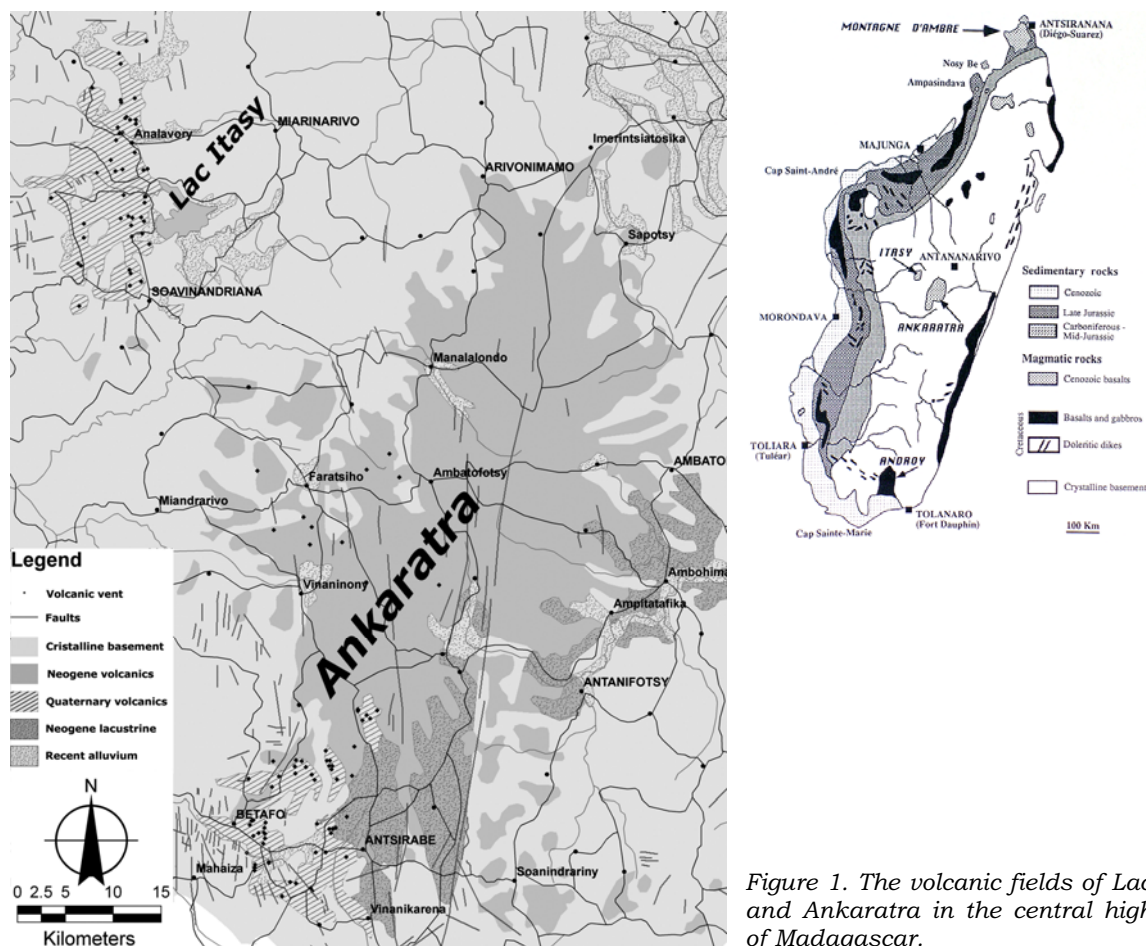 Analavory
Lac Itasy
MIARINARIVO
Imerintsiatosika
ARIVONIMAMO
Sapotsy
SOAVINANDRIANA
Manalalondo
Faratsiho
Ambatofotsy
AMBATO
Miandrarivo
Ankaratra
Vinaninony
Ambohima
Ampitatafika
ANTANIFOTSY
BETAFO
ANTSIRABE
Mahaiza
Soanindrariny
Vinanikarena
Legend
Volcanic vent
Faults
Cristalline basement
Neogene volcanics
Quaternary volcanics
Neogene lacustrine
Recent alluvium
N
0 2.5 5 10 15
Kilometers
MONTAGNE D'AMBRE
ANTSIRANANA
(Diégo-Suarez)
Nosy Be
Ampasindava
MAJUNGA
Cap Saint-André
ITASY
ANTANANARIVO
MORONDAVA
ANKARATRA
TOLIARA
(Tuléar)
ANDROY
TOLANARO
(Fort Dauphin)
Cap Sainte-Marie
Sedimentary rocks
Cenozoic
Late Jurassic
Carboniferous -
Mid-Jurassic
Magmatic rocks
Cenozoic basalts
Cretaceous
Basalts and gabbros
Doleritic dikes
Crystalline basement
100 Km
Figure 1. The volcanic fields of Lac
and Ankaratra in the central high
of Madagascar.